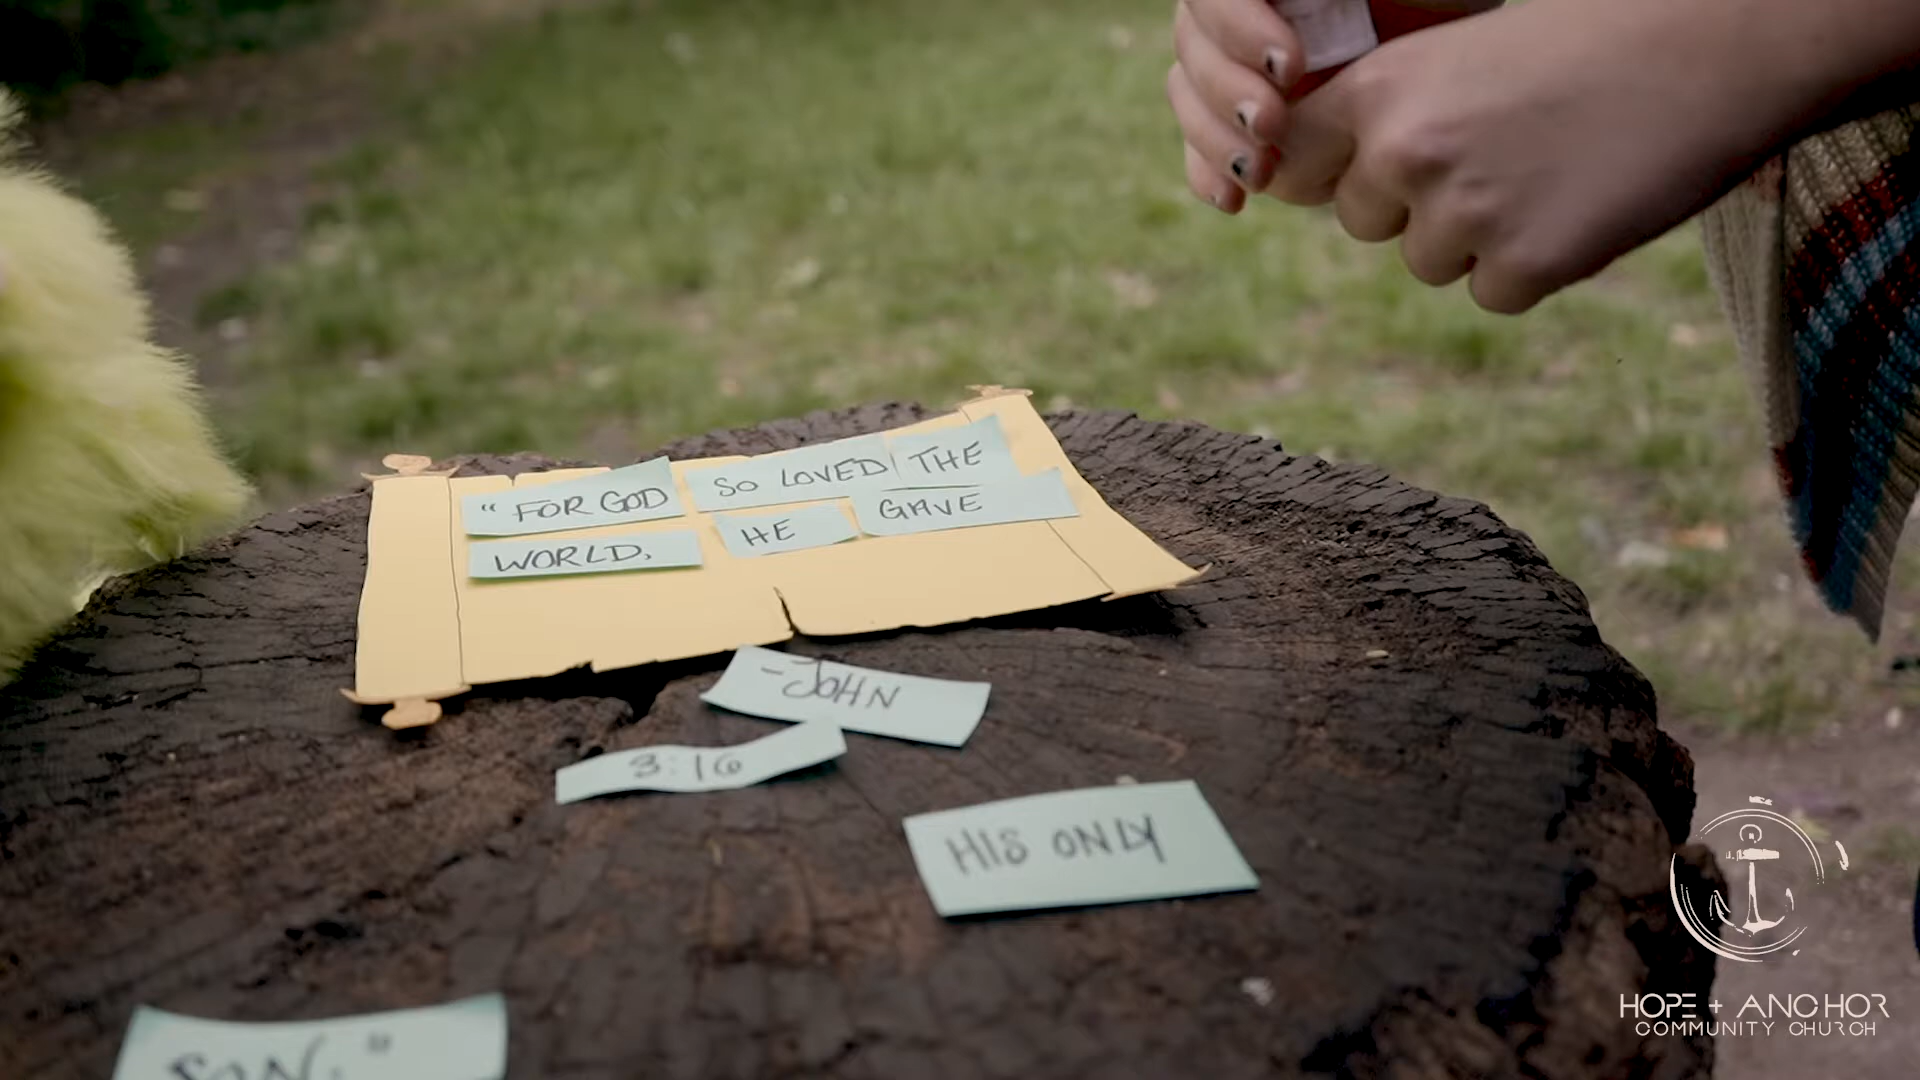 “ FOR GOD SO LOVED THE
WORLD, HE GAVE
-JOHN
3:16
HIS ONLY
SON."
HOPE + ANCHOR
COMMUNITY CHURCH